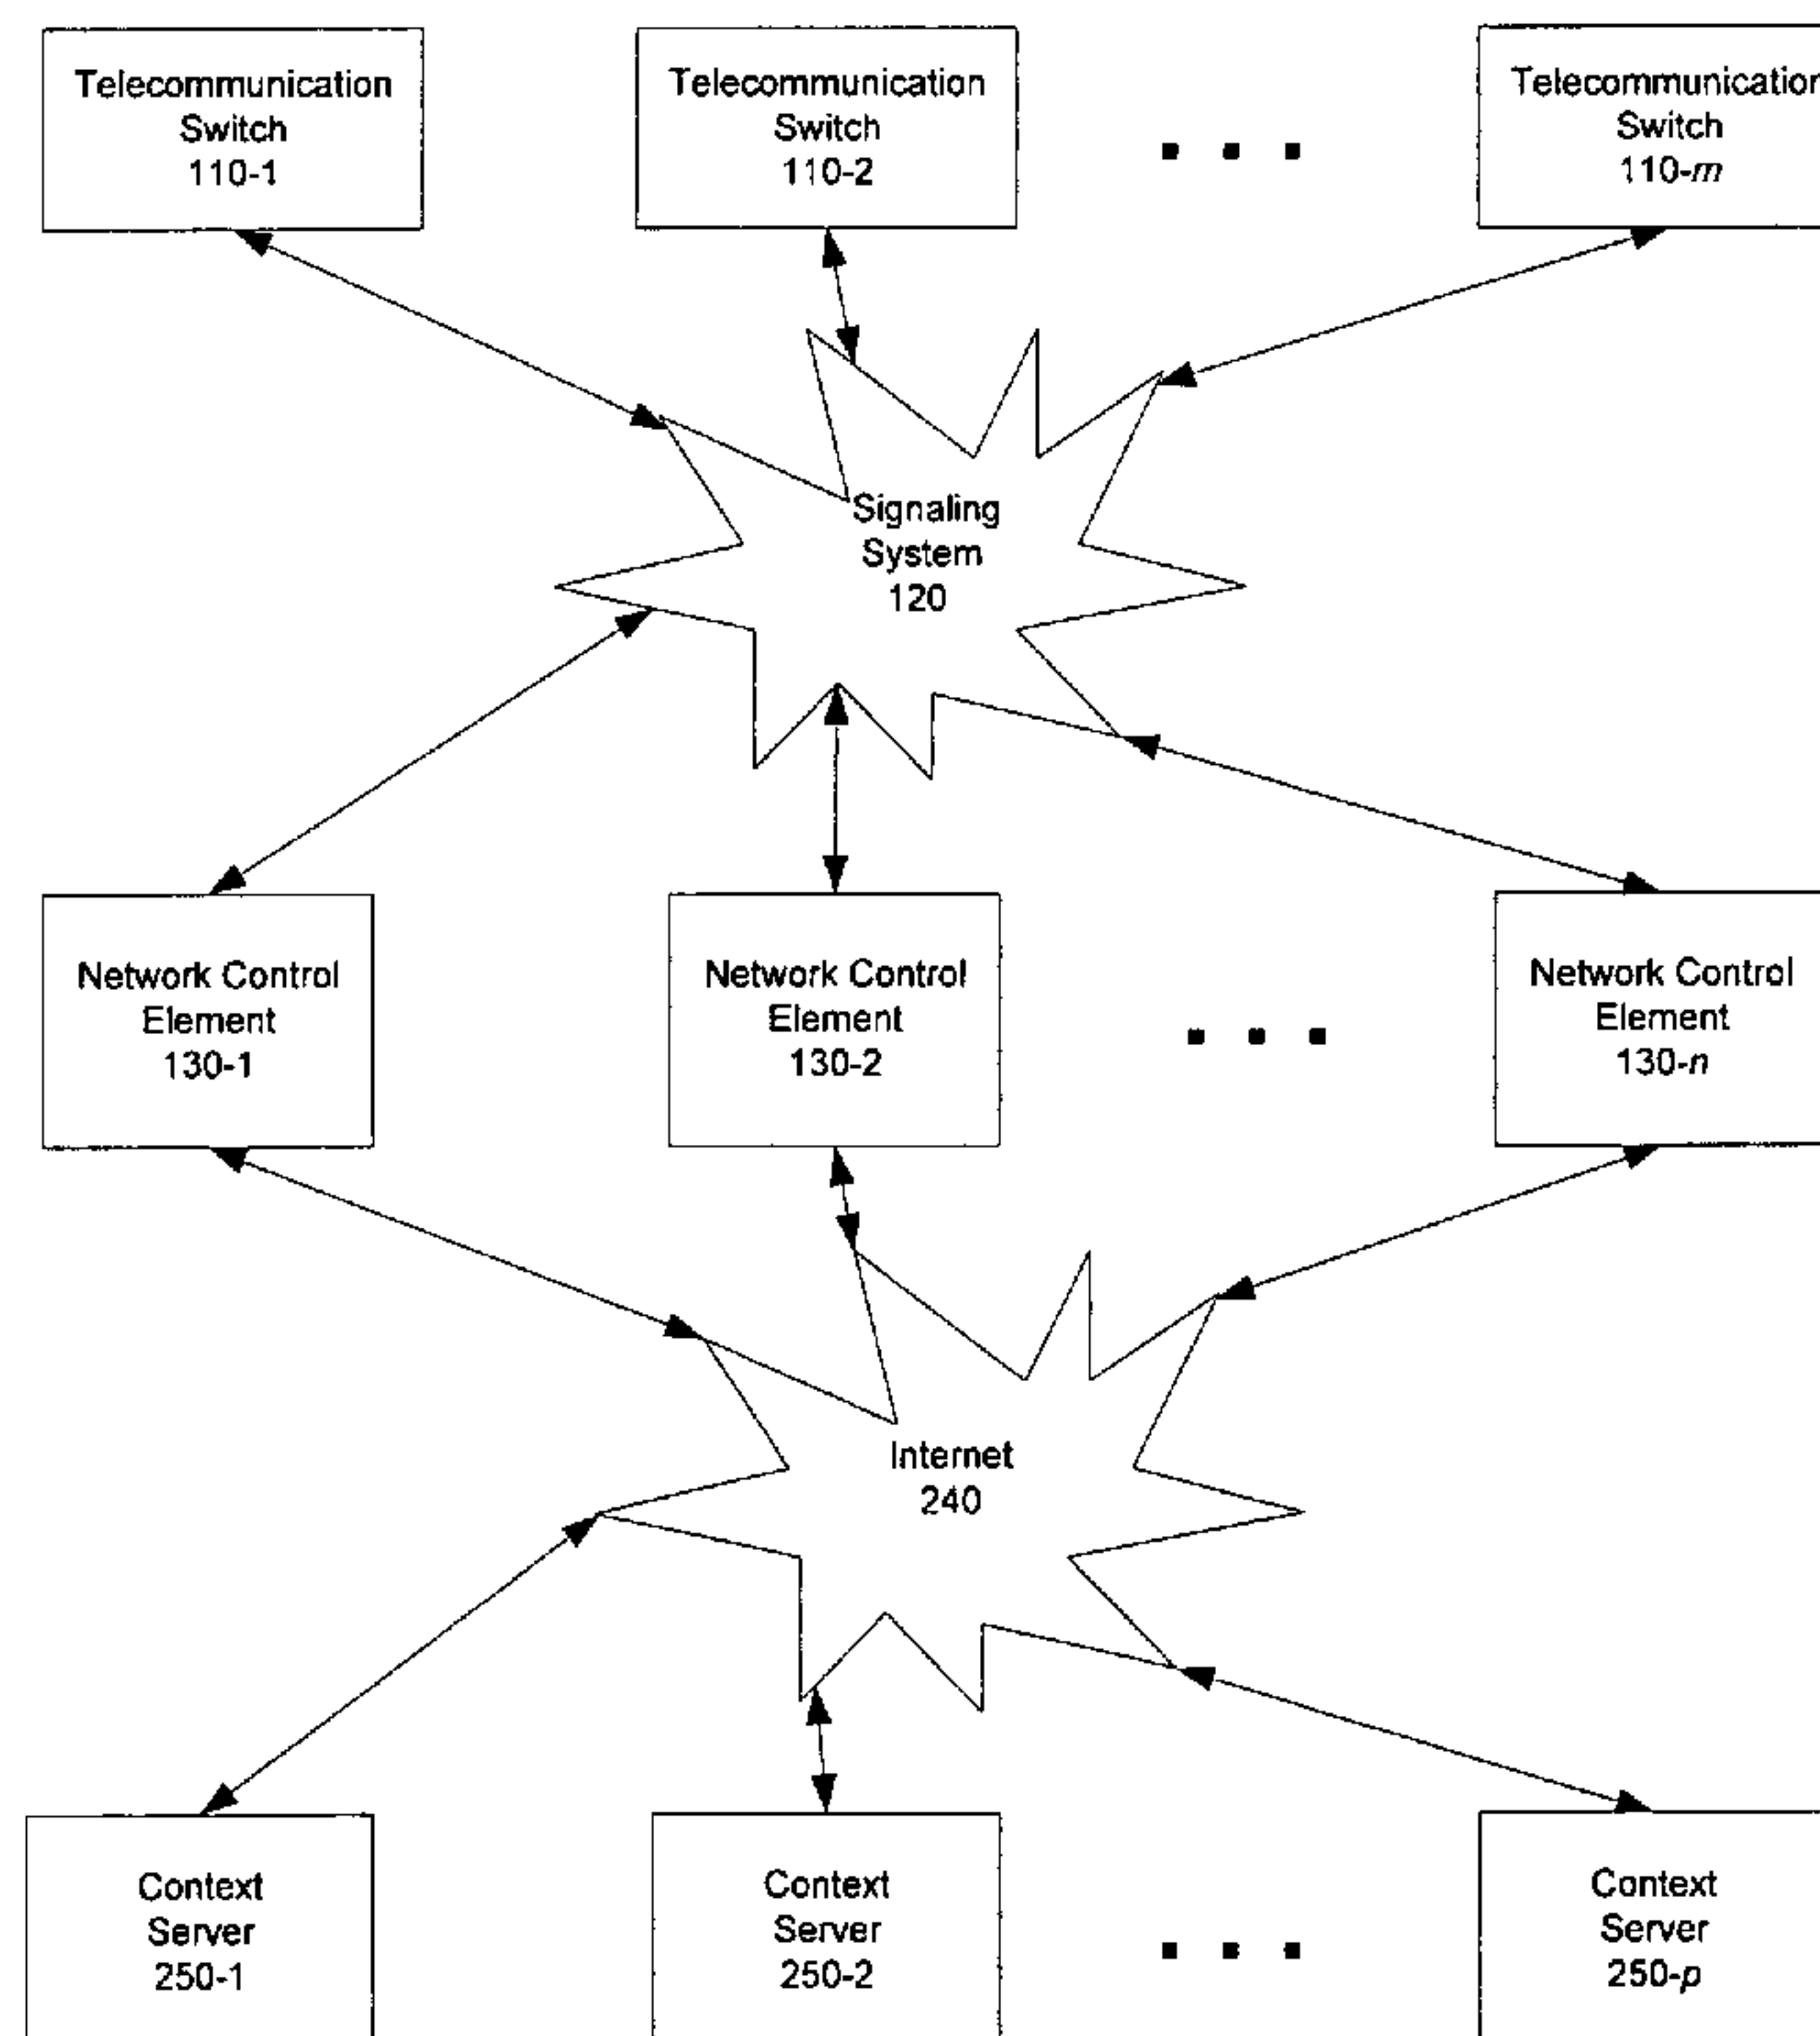 Telecommunication
Switch
110-1
Telecommunication
Switch
110-2
Telecommunication
Switch
110-m
Signaling
System
120
Network Control
Element
130-1
Network Control
Element
130-2
Network Control
Element
130-n
Internet
240
Context
Server
250-1
Context
Server
250-2
Context
Server
250-p